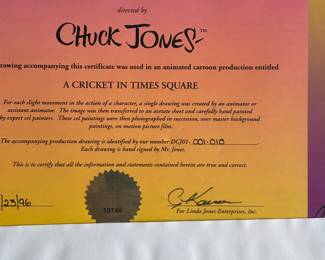 directed by
CHUCK JONES™
drawing accompanying this certificate was used in an animated cartoon production entitled
A CRICKET IN TIMES SQUARE
For each slight movement in the action of a character, a single drawing was created by an animator or
assistant animator. The image was then transferred to an acetate sheet and carefully hand painted
by expert cel painters. These cel paintings were then photographed in succession, over master background
paintings, on motion picture film.
The accompanying production drawing is identified by our number DCJ01- 001-010
Each drawing is hand signed by Mr. Jones.
This is to certify that all the information and statements contained herein are true and correct.
/23/96
For Linda Jones Enterprises, Inc.